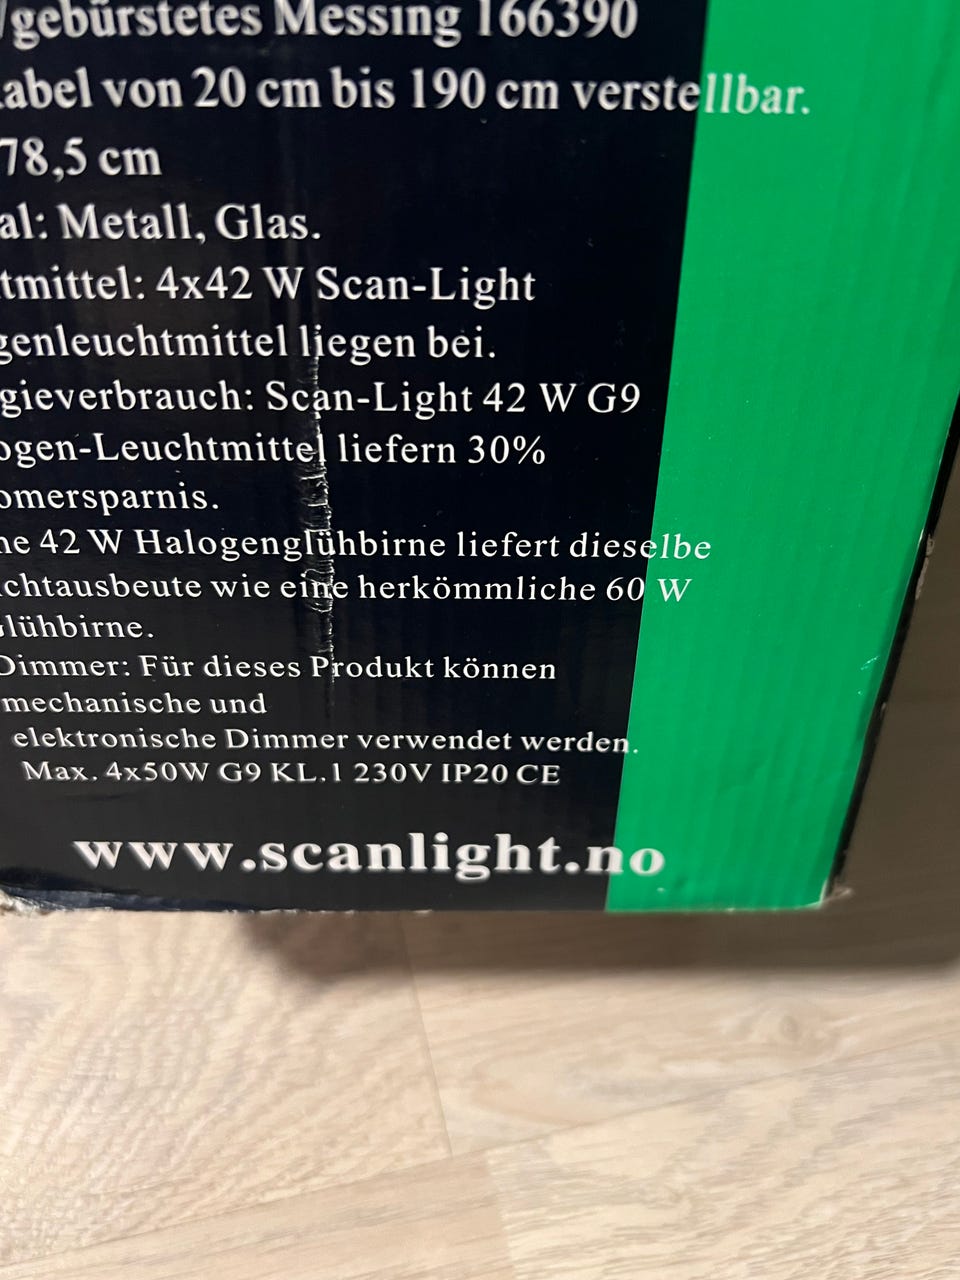 /gebürstetes Messing 166390
abel von 20 cm bis 190 cm verstellbar.
78,5 cm
al: Metall, Glas.
tmittel: 4x42 W Scan-Light
genleuchtmittel liegen bei.
gieverbrauch: Scan-Light 42 W G9
ogen-Leuchtmittel liefern 30%
omersparnis.
ne 42 W Halogenglühbirne liefert dieselbe
chtausbeute wie eine herkömmliche 60 W
lühbirne.
Dimmer: Für dieses Produkt können
mechanische und
elektronische Dimmer verwendet werden.
Max. 4x50W G9 KL.1 230V IP20 CE
www.scanlight.no